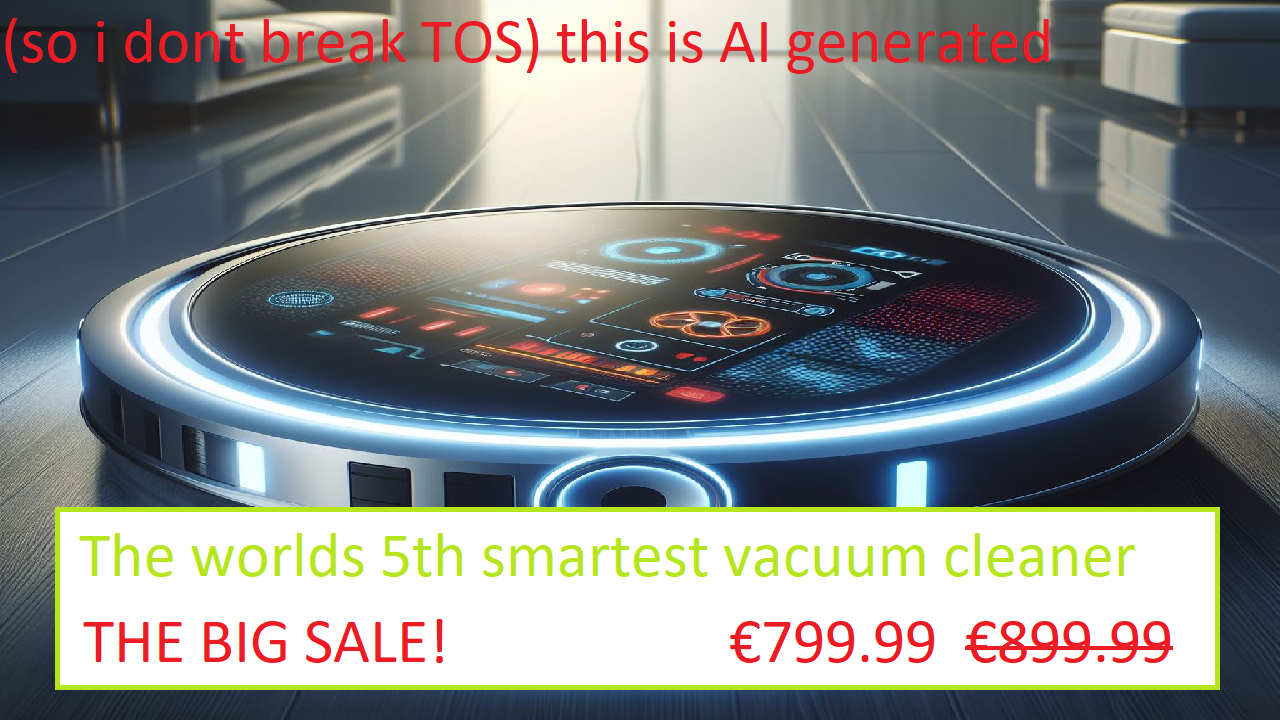 (so i dont break TOS) this is AI generated
The worlds 5th smartest vacuum cleaner
THE BIG SALE! €799.99 €899.99